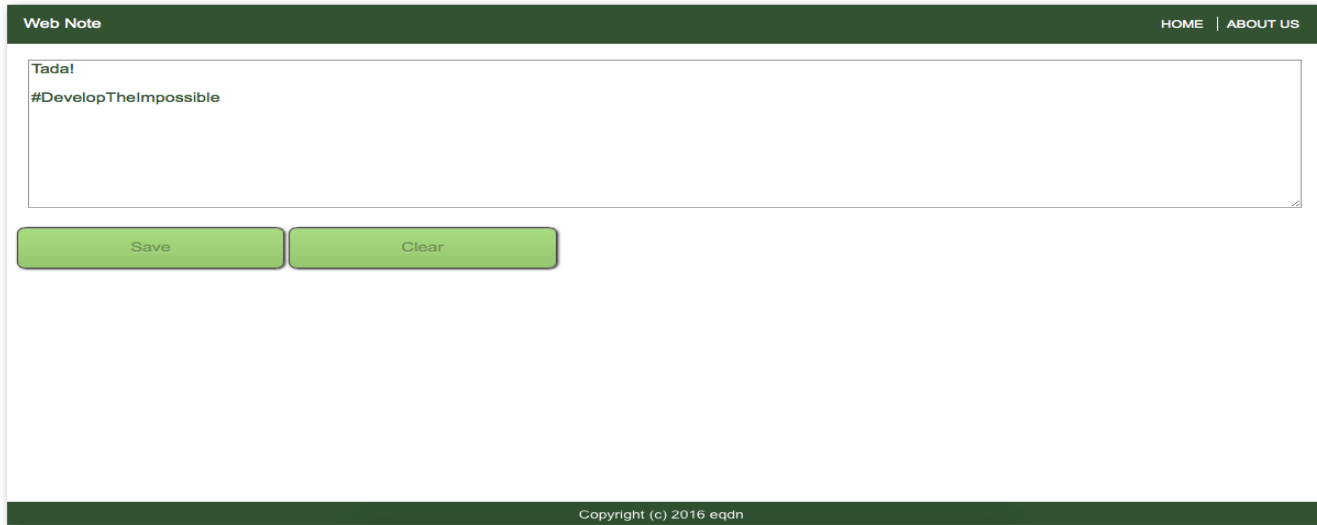 Web Note
HOME | ABOUT US
Tada!
#DevelopTheImpossible
Save
Clear
Copyright (c) 2016 eqdn